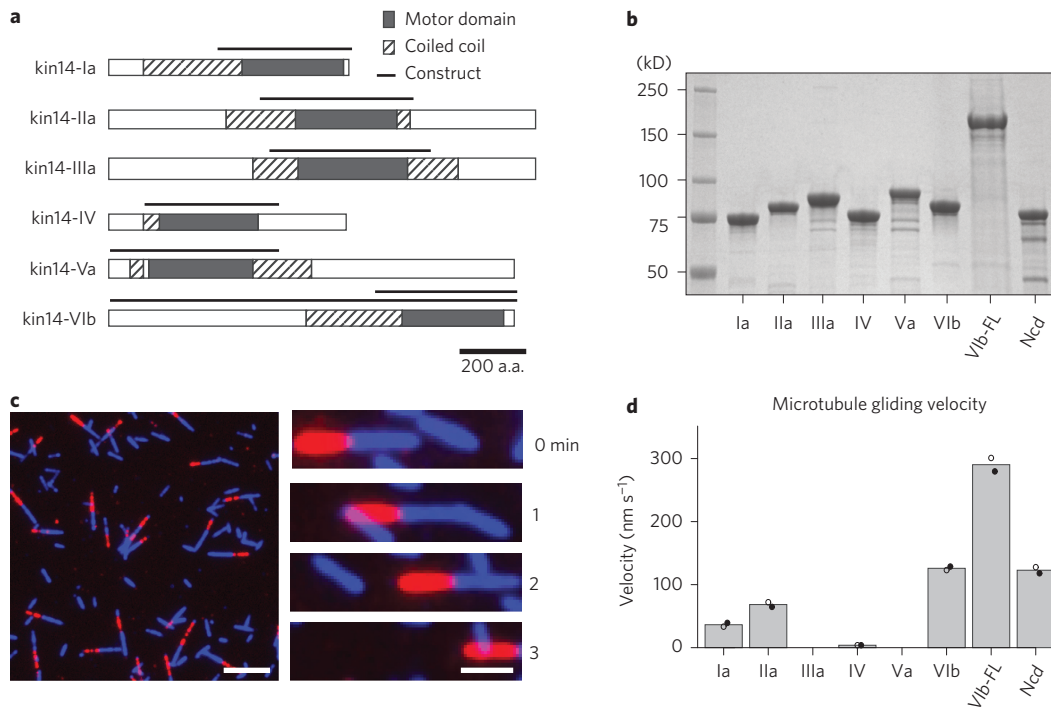 a
Motor domain
Coiled coil
Construct
kin14-Ia
kin14-IIa
kin14-IIIa
kin14-IV
kin14-Va
kin14-VIb
200 a.a.
b
(kD)
250
150
100
75
50
Ia IIa IIIa IV Va VIb VIb-FL Ncd
c
0 min
1
2
3
d
Microtubule gliding velocity
Velocity (nm s⁻¹)
300
200
100
0
Ia IIa IIIa IV Va VIb VIb-FL Ncd